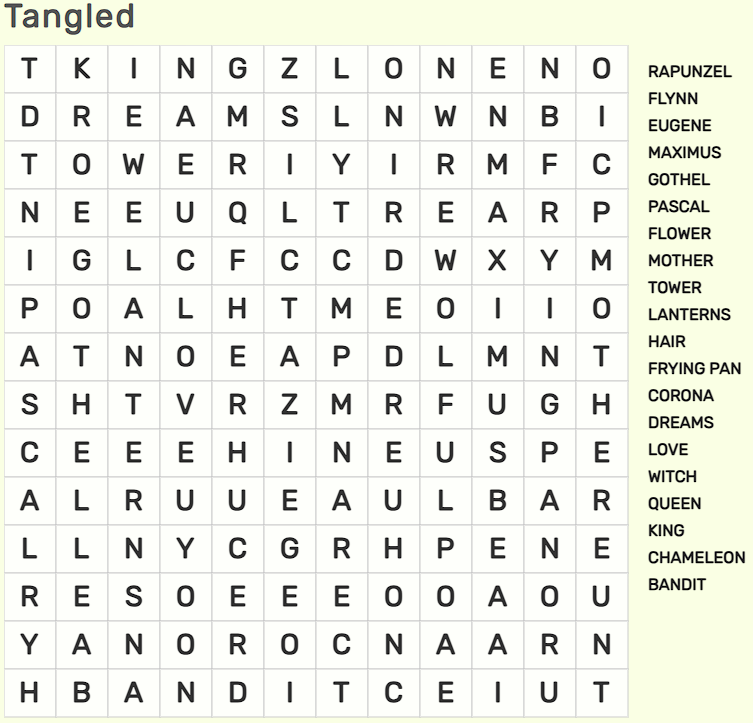 Tangled
T K I N G Z L O N E N O
D R E A M S L N W N B I
T O W E R I Y I R M F C
N E E U Q L T R E A R P
I G L C F C C D W X Y M
P O A L H T M E O I I O
A T N O E A P D L M N T
S H T V R Z M R F U G H
C E E E H I N E U S P E
A L R U U E A U L B A R
L L N Y C G R H P E N E
R E S O E E E O O A O U
Y A N O R O C N A A R N
H B A N D I T C E I U T
RAPUNZEL
FLYNN
EUGENE
MAXIMUS
GOTHEL
PASCAL
FLOWER
MOTHER
TOWER
LANTERNS
HAIR
FRYING PAN
CORONA
DREAMS
LOVE
WITCH
QUEEN
KING
CHAMELEON
BANDIT